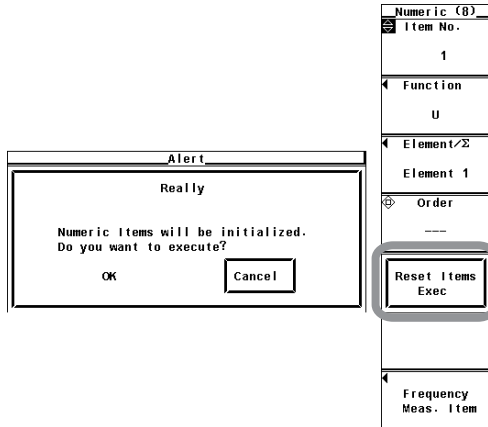 Numeric (8)
Item No.
1
Function
U
Element/Σ
Element 1
Order
---
Reset Items
Exec
Frequency
Meas. Item
Alert
Really
Numeric Items will be initialized.
Do you want to execute?
OK Cancel